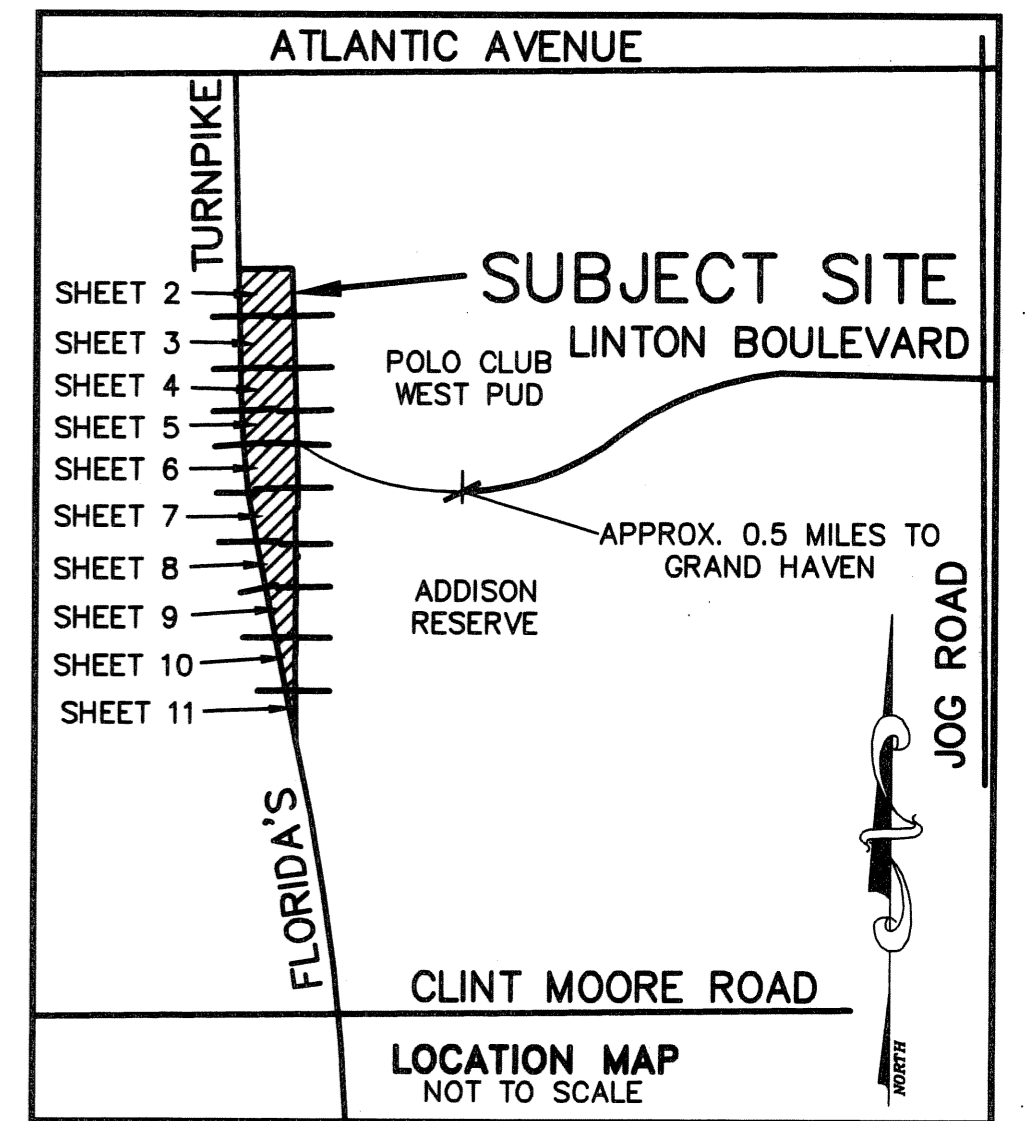 ATLANTIC AVENUE
TURNPIKE
SUBJECT SITE
SHEET 2
SHEET 3
SHEET 4
SHEET 5
SHEET 6
SHEET 7
SHEET 8
SHEET 9
SHEET 10
SHEET 11
LINTON BOULEVARD
POLO CLUB
WEST PUD
APPROX. 0.5 MILES TO
GRAND HAVEN
ADDISON
RESERVE
JOG ROAD
FLORIDA'S
CLINT MOORE ROAD
LOCATION MAP
NOT TO SCALE
NORTH